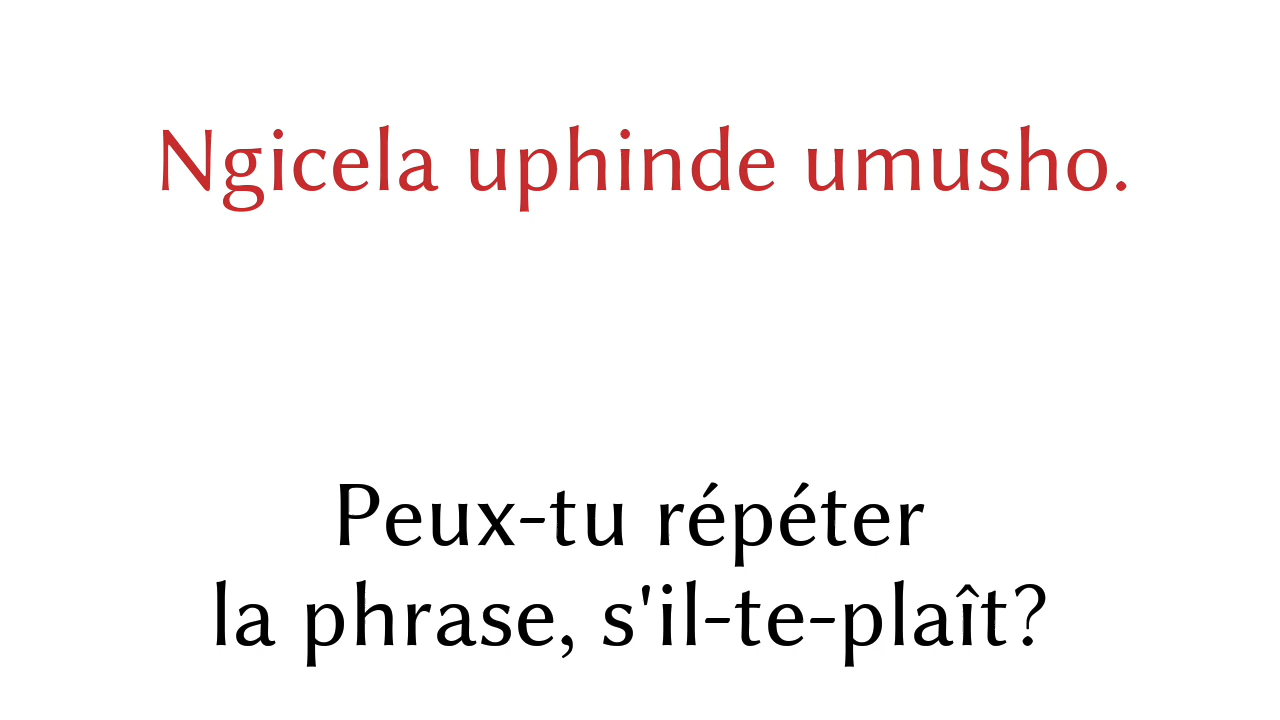 Ngicela uphinde umusho.
Peux-tu répéter
la phrase, s'il-te-plaît?